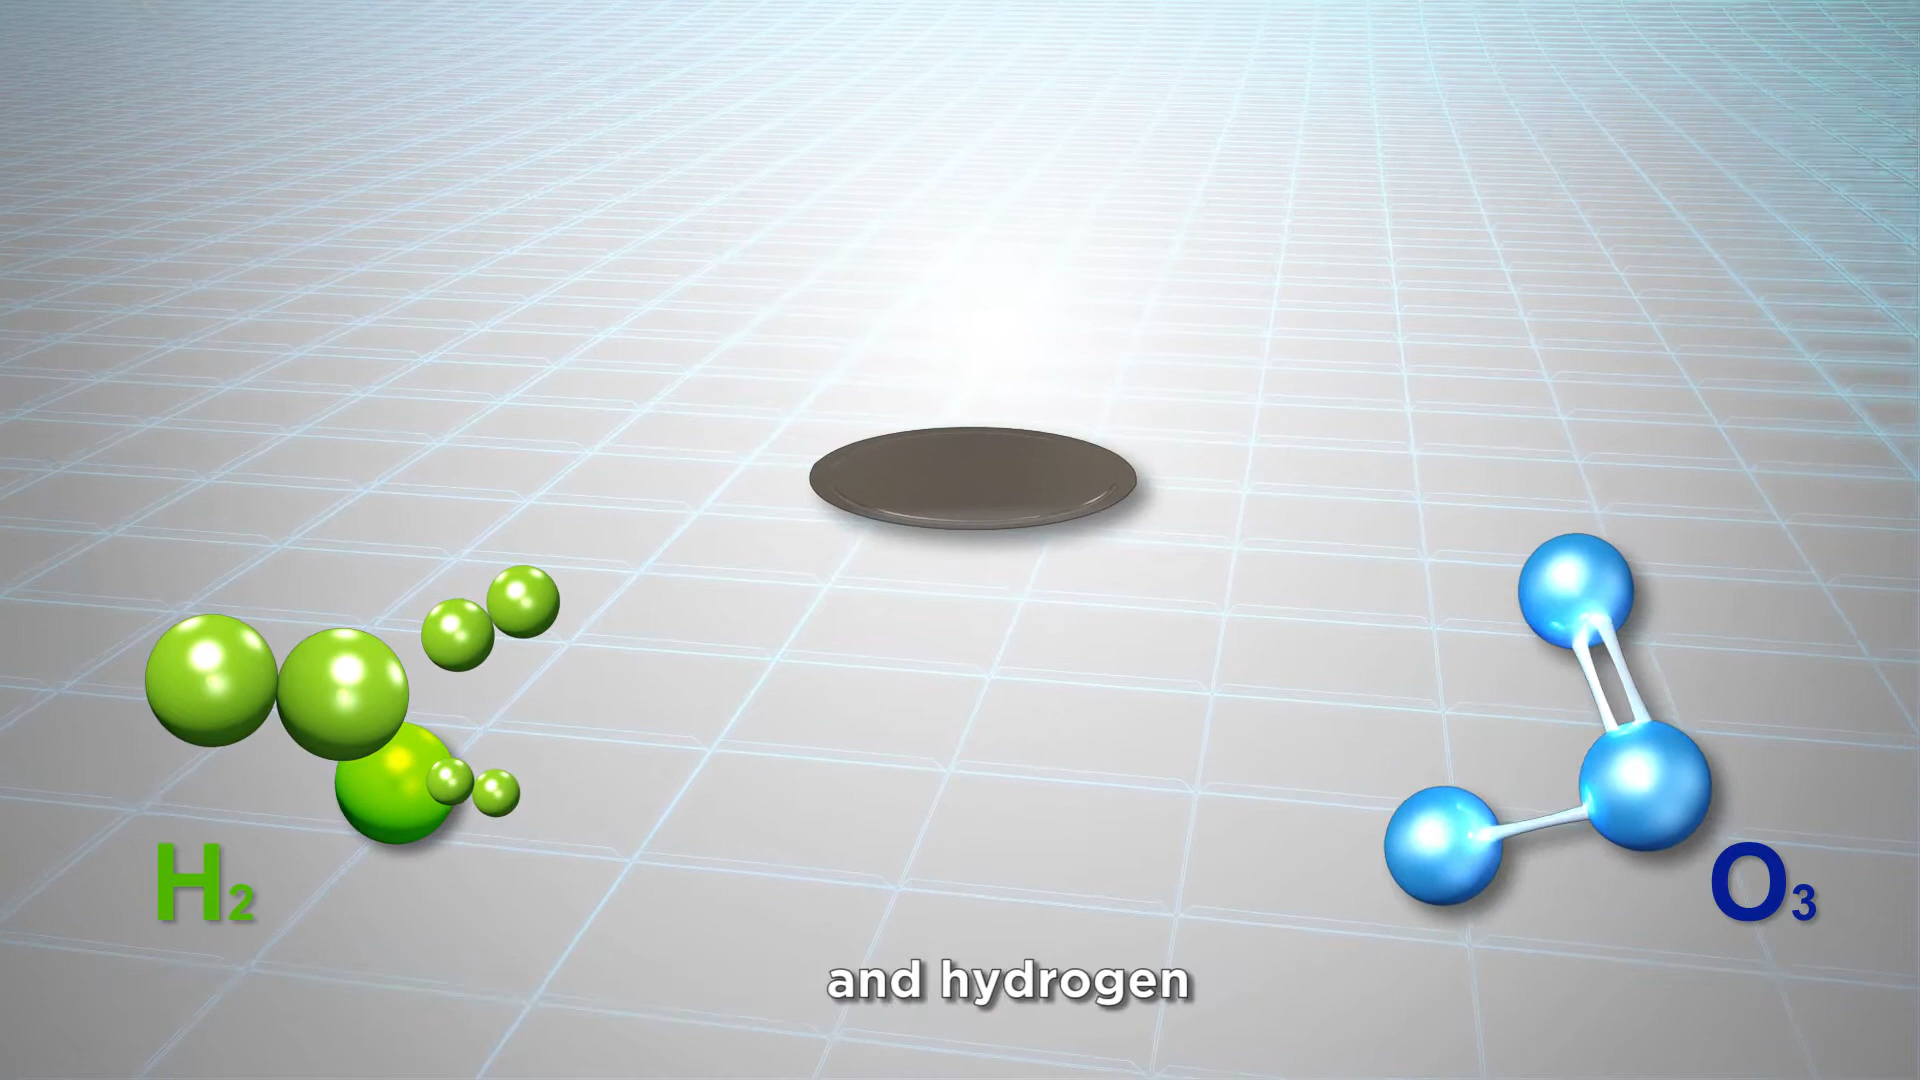 H₂
O₃
and hydrogen